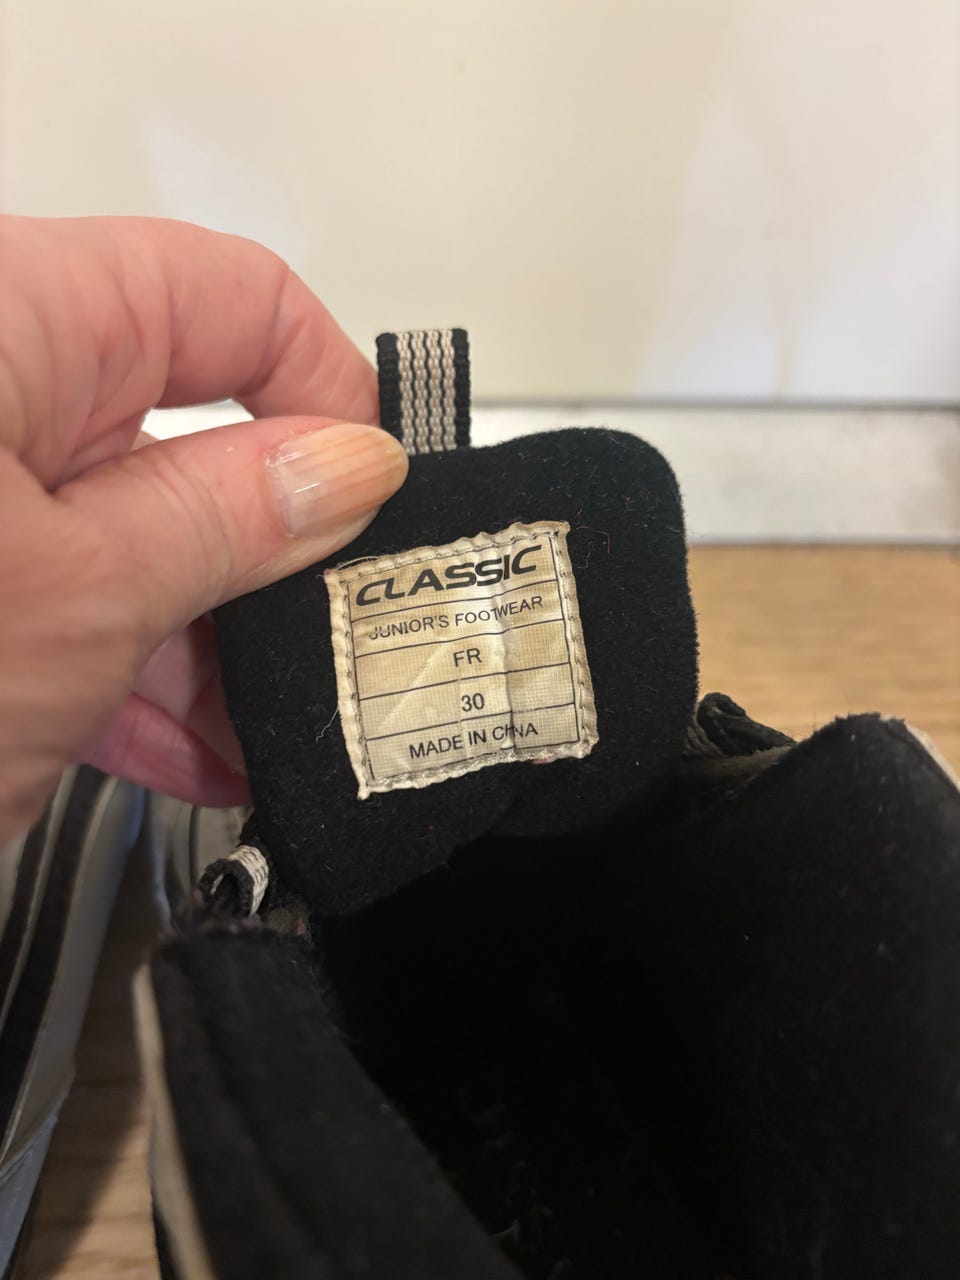 CLASSIC
JUNIOR'S FOOTWEAR
FR
30
MADE IN CHINA